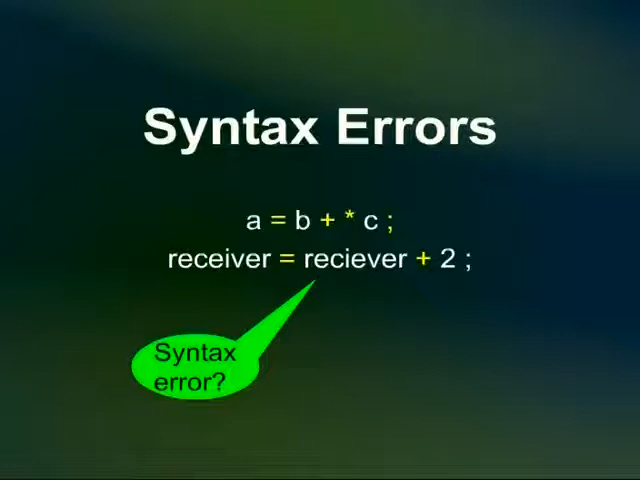 Syntax Errors
a = b + * c ;
receiver = reciever + 2 ;
Syntax
error?